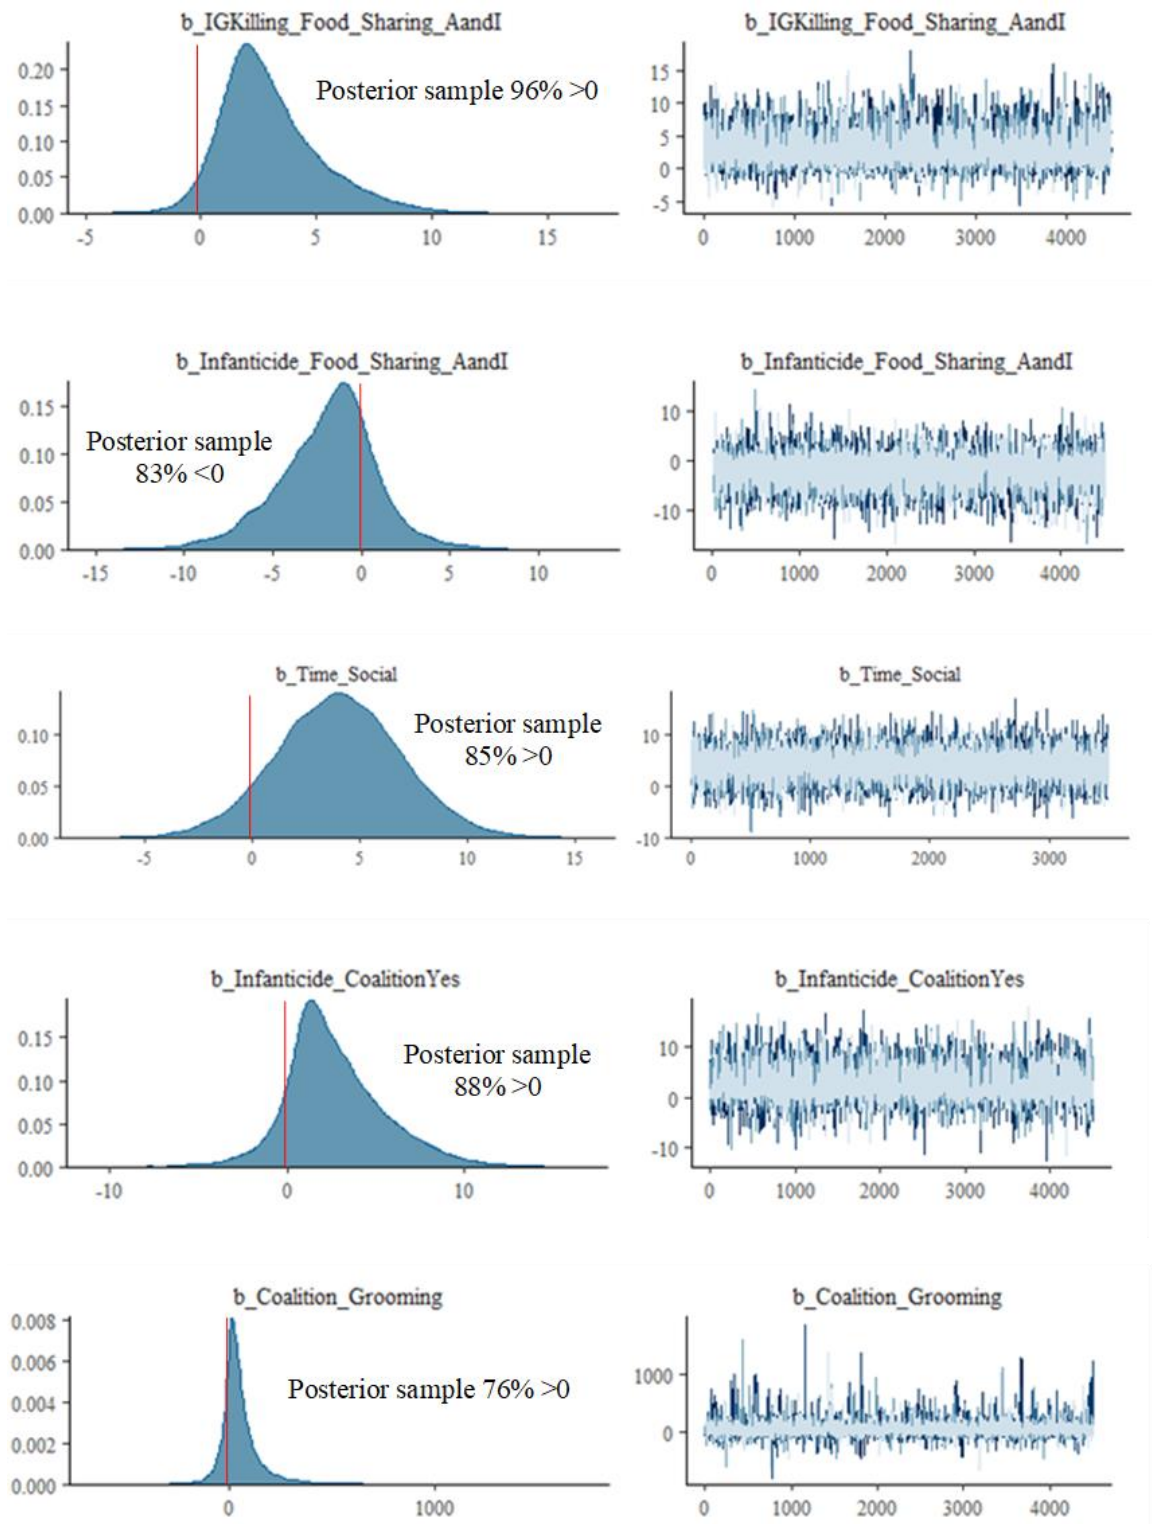 b_IGKilling_Food_Sharing_AandI
0.20
0.15
0.10
0.05
0.00
Posterior sample 96% >0
-5 0 5 10 15
b_IGKilling_Food_Sharing_AandI
15
10
5
0
-5
0 1000 2000 3000 4000
b_Infanticide_Food_Sharing_AandI
0.15
0.10
0.05
0.00
Posterior sample
83% <0
-15 -10 -5 0 5 10
b_Infanticide_Food_Sharing_AandI
10
0
-10
0 1000 2000 3000 4000
b_Time_Social
0.10
0.05
0.00
Posterior sample
85% >0
-5 0 5 10 15
b_Time_Social
10
0
-10
0 1000 2000 3000
b_Infanticide_CoalitionYes
0.15
0.10
0.05
0.00
Posterior sample
88% >0
-10 0 10
b_Infanticide_CoalitionYes
10
0
-10
0 1000 2000 3000 4000
b_Coalition_Grooming
0.008
0.006
0.004
0.002
0.000
Posterior sample 76% >0
0 1000
b_Coalition_Grooming
1000
0
0 1000 2000 3000 4000